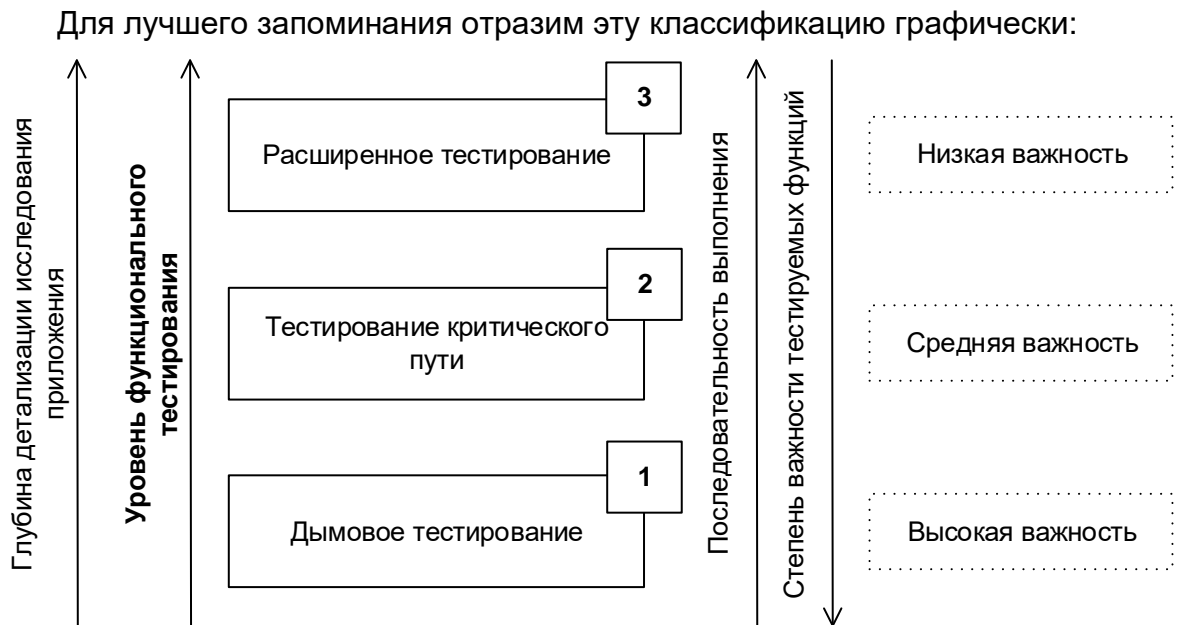 Для лучшего запоминания отразим эту классификацию графически:
Глубина детализации исследования
приложения
Уровень функционального
тестирования
3
Расширенное тестирование
2
Тестирование критического
пути
1
Дымовое тестирование
Последовательность выполнения
Степень важности тестируемых функций
Низкая важность
Средняя важность
Высокая важность